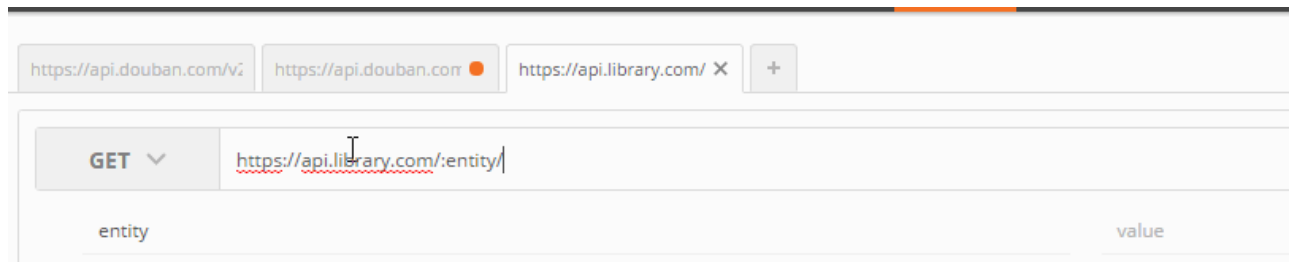 https://api.douban.com/v2 https://api.douban.com https://api.library.com/ ✕ +
GET https://api.library.com/:entity/
entity value